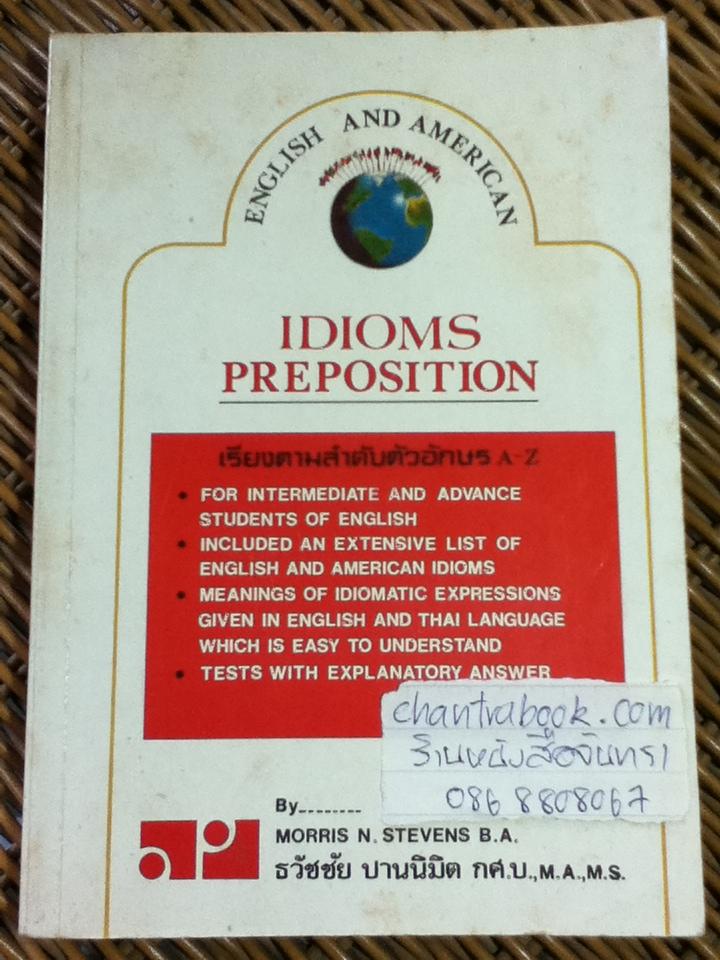 ENGLISH AND AMERICAN
IDIOMS
PREPOSITION
เรียงตามลำดับตัวอักษร A-Z
• FOR INTERMEDIATE AND ADVANCE
STUDENTS OF ENGLISH
• INCLUDED AN EXTENSIVE LIST OF
ENGLISH AND AMERICAN IDIOMS
• MEANINGS OF IDIOMATIC EXPRESSIONS
GIVEN IN ENGLISH AND THAI LANGUAGE
WHICH IS EASY TO UNDERSTAND
• TESTS WITH EXPLANATORY ANSWER
chantrabook.com
ร้านหนังสือจันทรา
086 8808067
By--------
MORRIS N. STEVENS B.A.
ธวัชชัย ปานนิมิต กศ.บ.,M.A.,M.S.